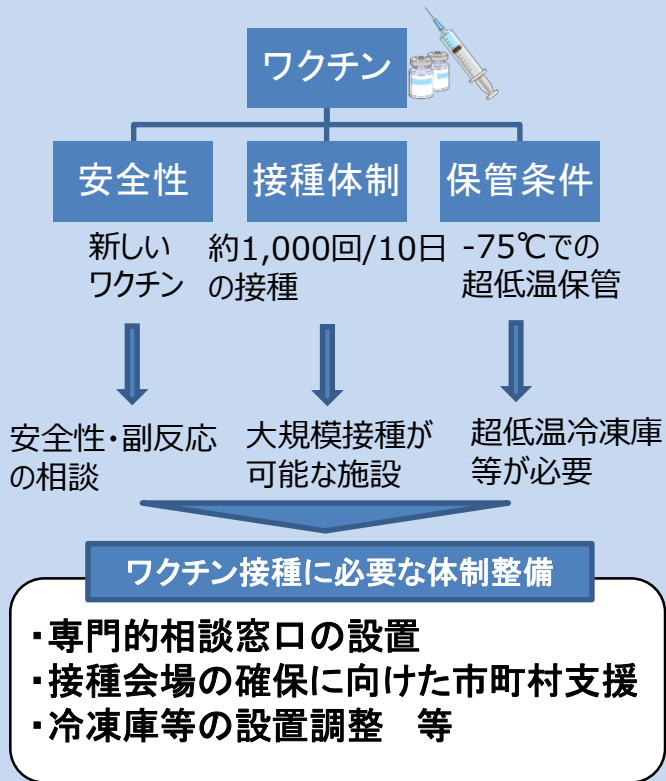 ワクチン
安全性
接種体制
保管条件
新しい
ワクチン
約1,000回/10日
の接種
-75℃での
超低温保管
安全性・副反応
の相談
大規模接種が
可能な施設
超低温冷凍庫
等が必要
ワクチン接種に必要な体制整備
・専門的相談窓口の設置
・接種会場の確保に向けた市町村支援
・冷凍庫等の設置調整　等